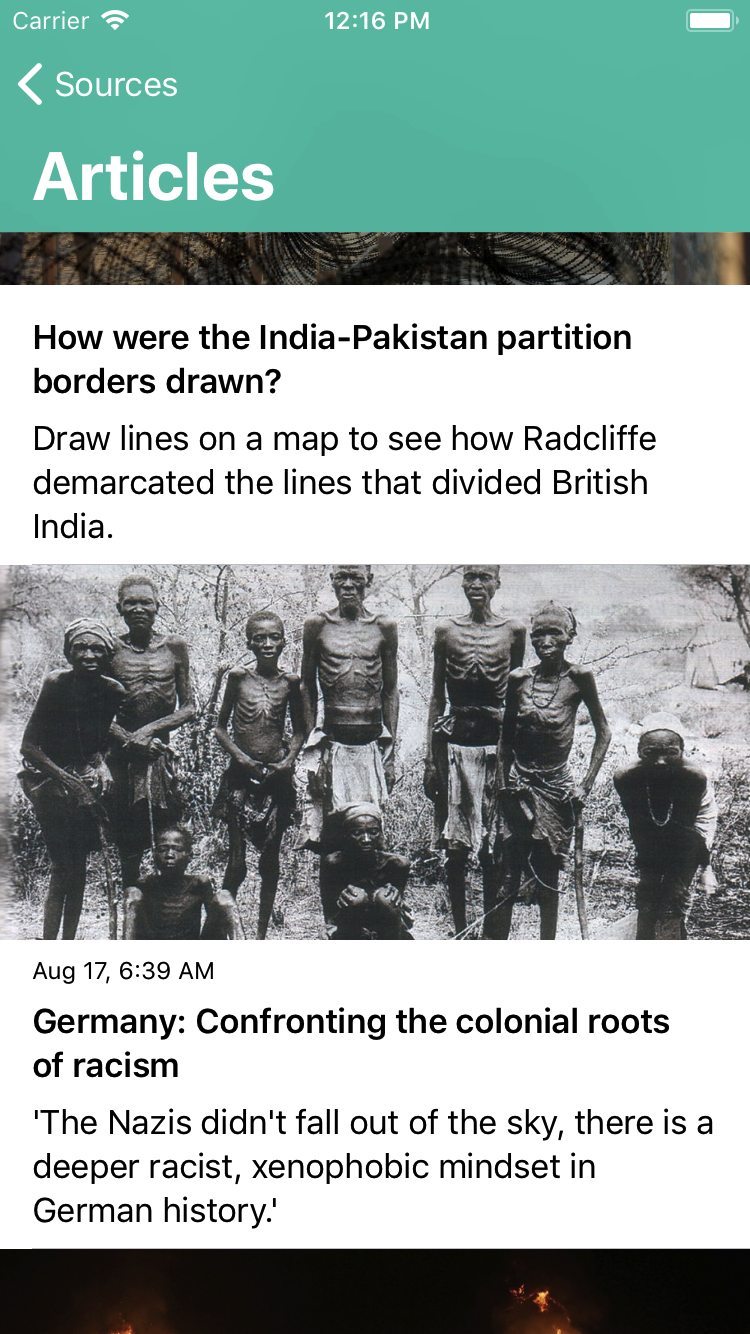 Carrier 12:16 PM
Sources
Articles
How were the India-Pakistan partition
borders drawn?
Draw lines on a map to see how Radcliffe
demarcated the lines that divided British
India.
Aug 17, 6:39 AM
Germany: Confronting the colonial roots
of racism
'The Nazis didn't fall out of the sky, there is a
deeper racist, xenophobic mindset in
German history.'